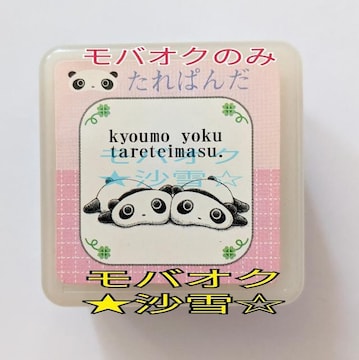 モバオクのみ
たれぱんだ
kyoumo yoku
tareteimasu.
モバオク
★沙雪☆
モバオク
★沙雪☆